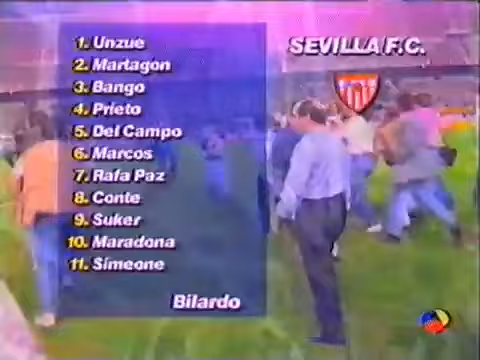 1. Unzue
2. Martagon
3. Bango
4. Prieto
5. Del Campo
6. Marcos
7. Rafa Paz
8. Conte
9. Suker
10. Maradona
11. Simeone
Bilardo
SEVILLA F.C.